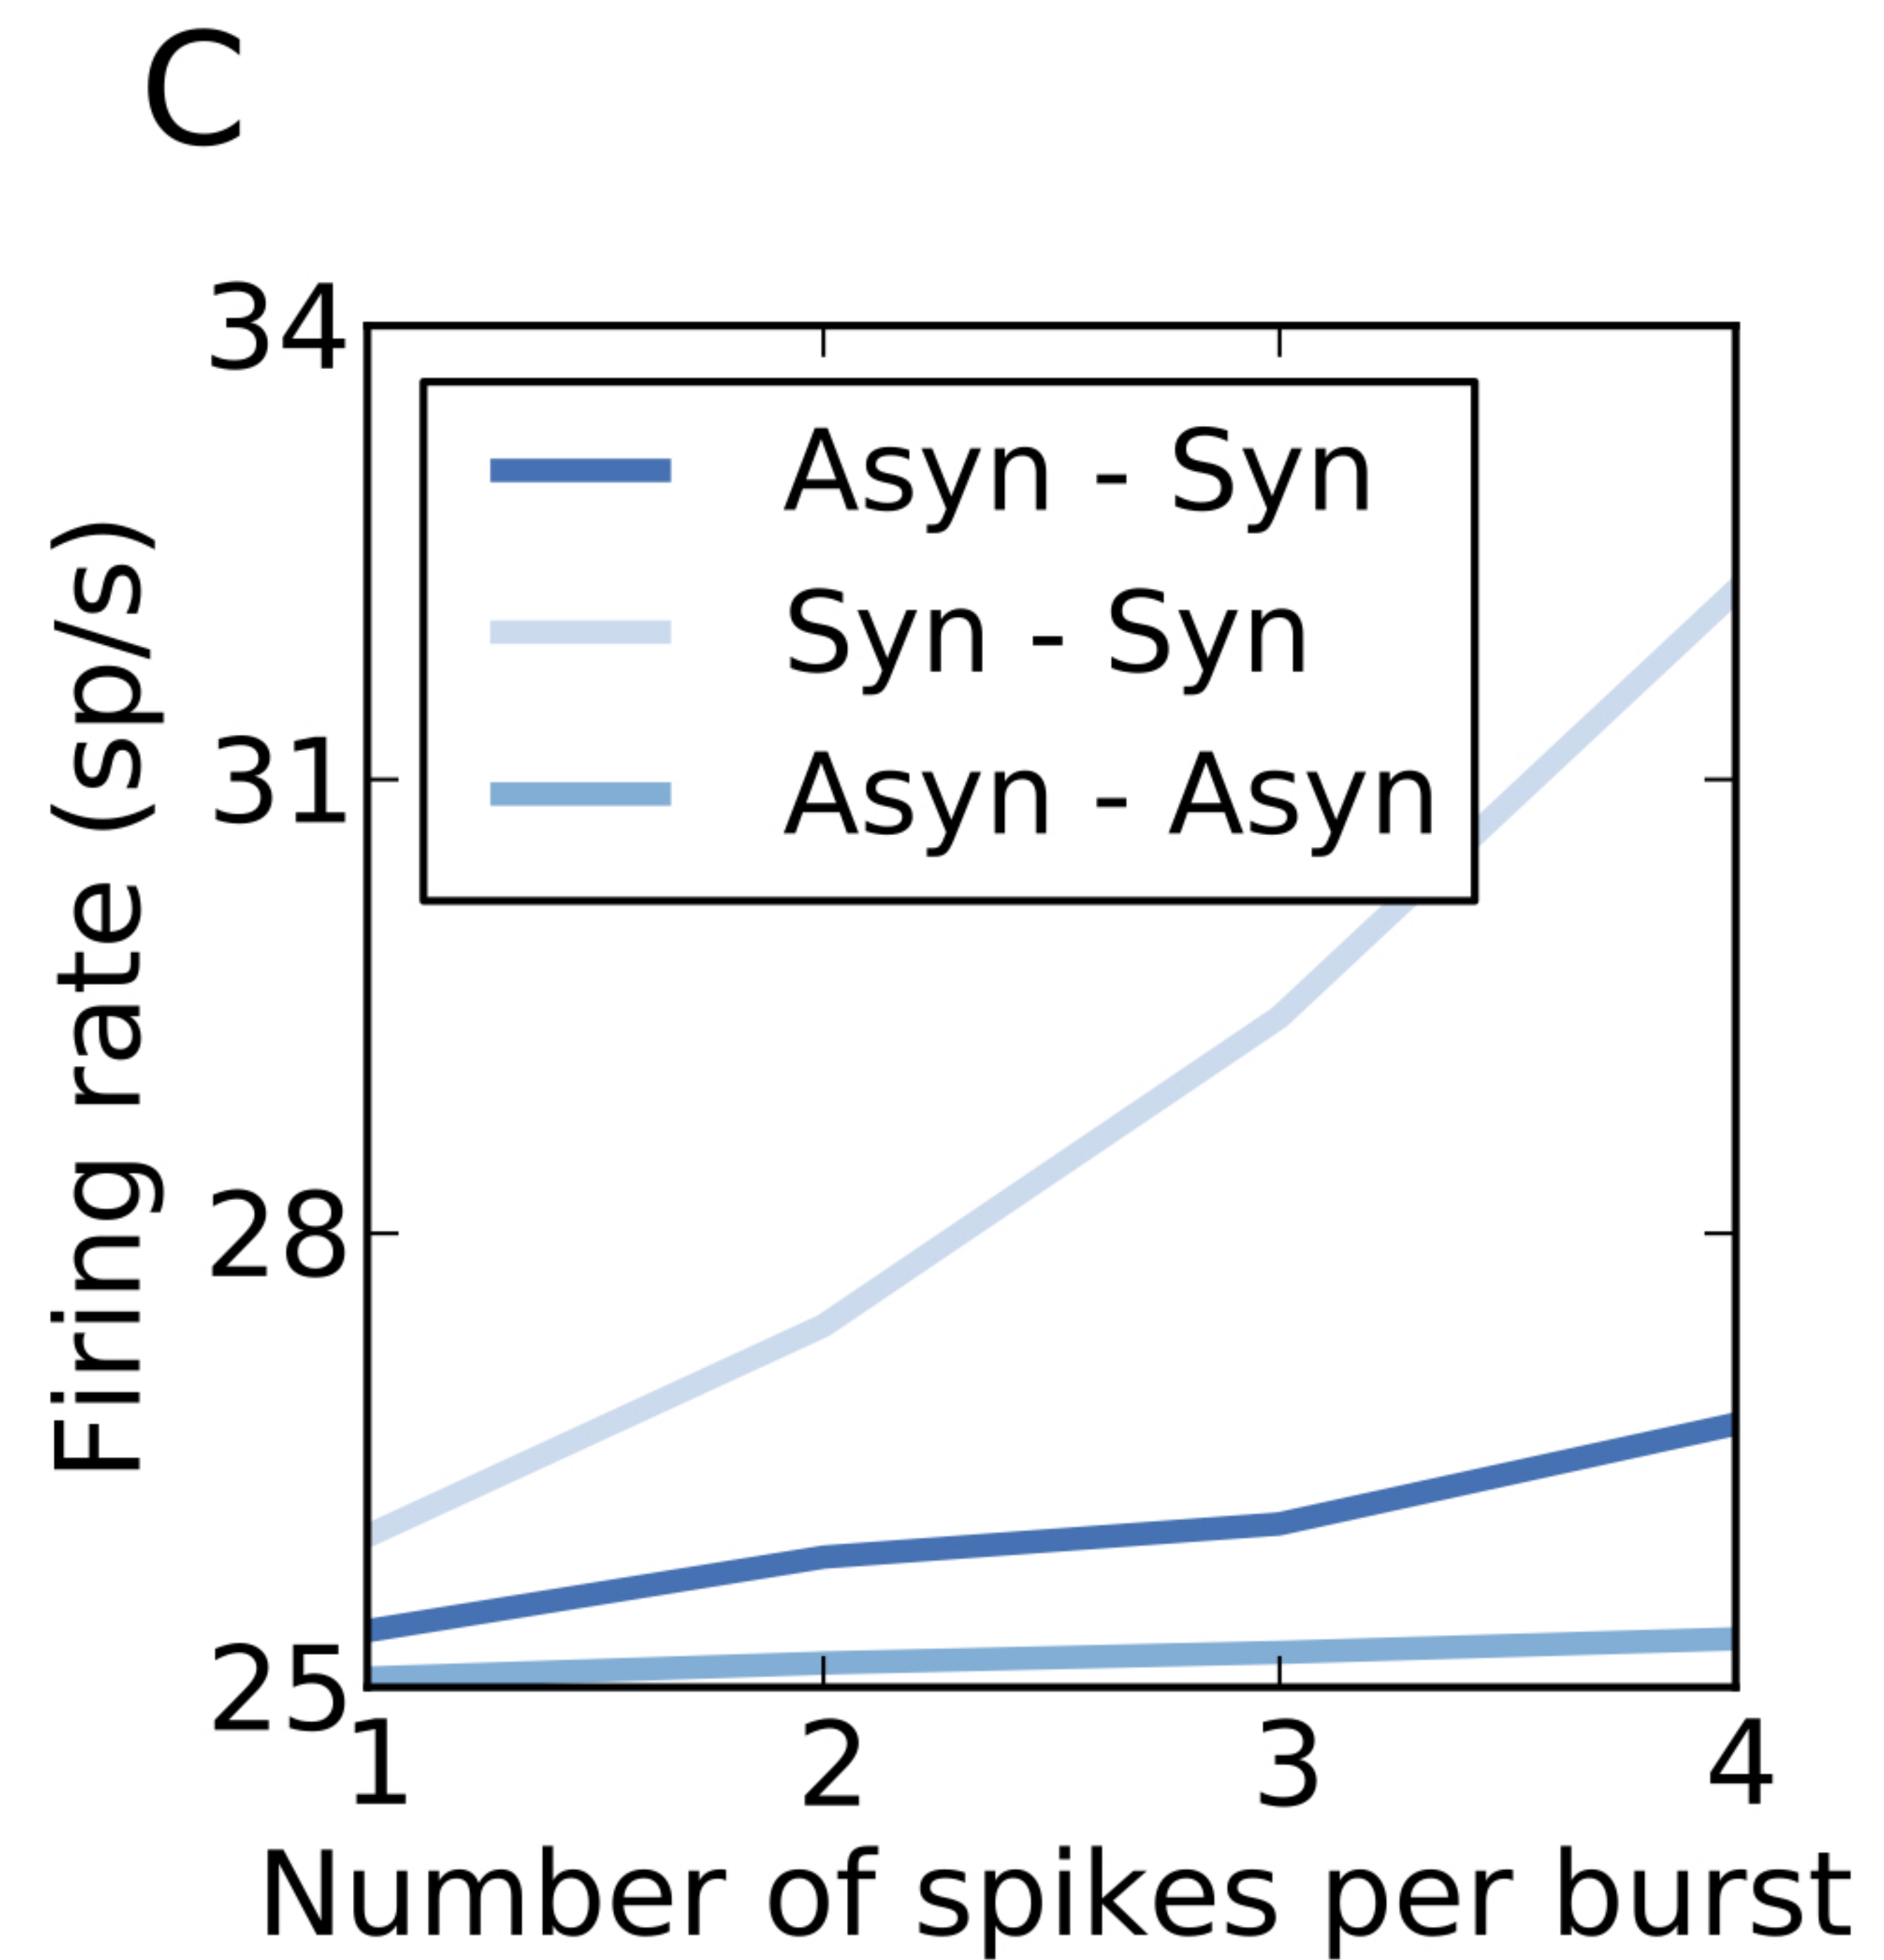 C
34
31
28
25
Firing rate (sp/s)
Asyn - Syn
Syn - Syn
Asyn - Asyn
1 2 3 4
Number of spikes per burst